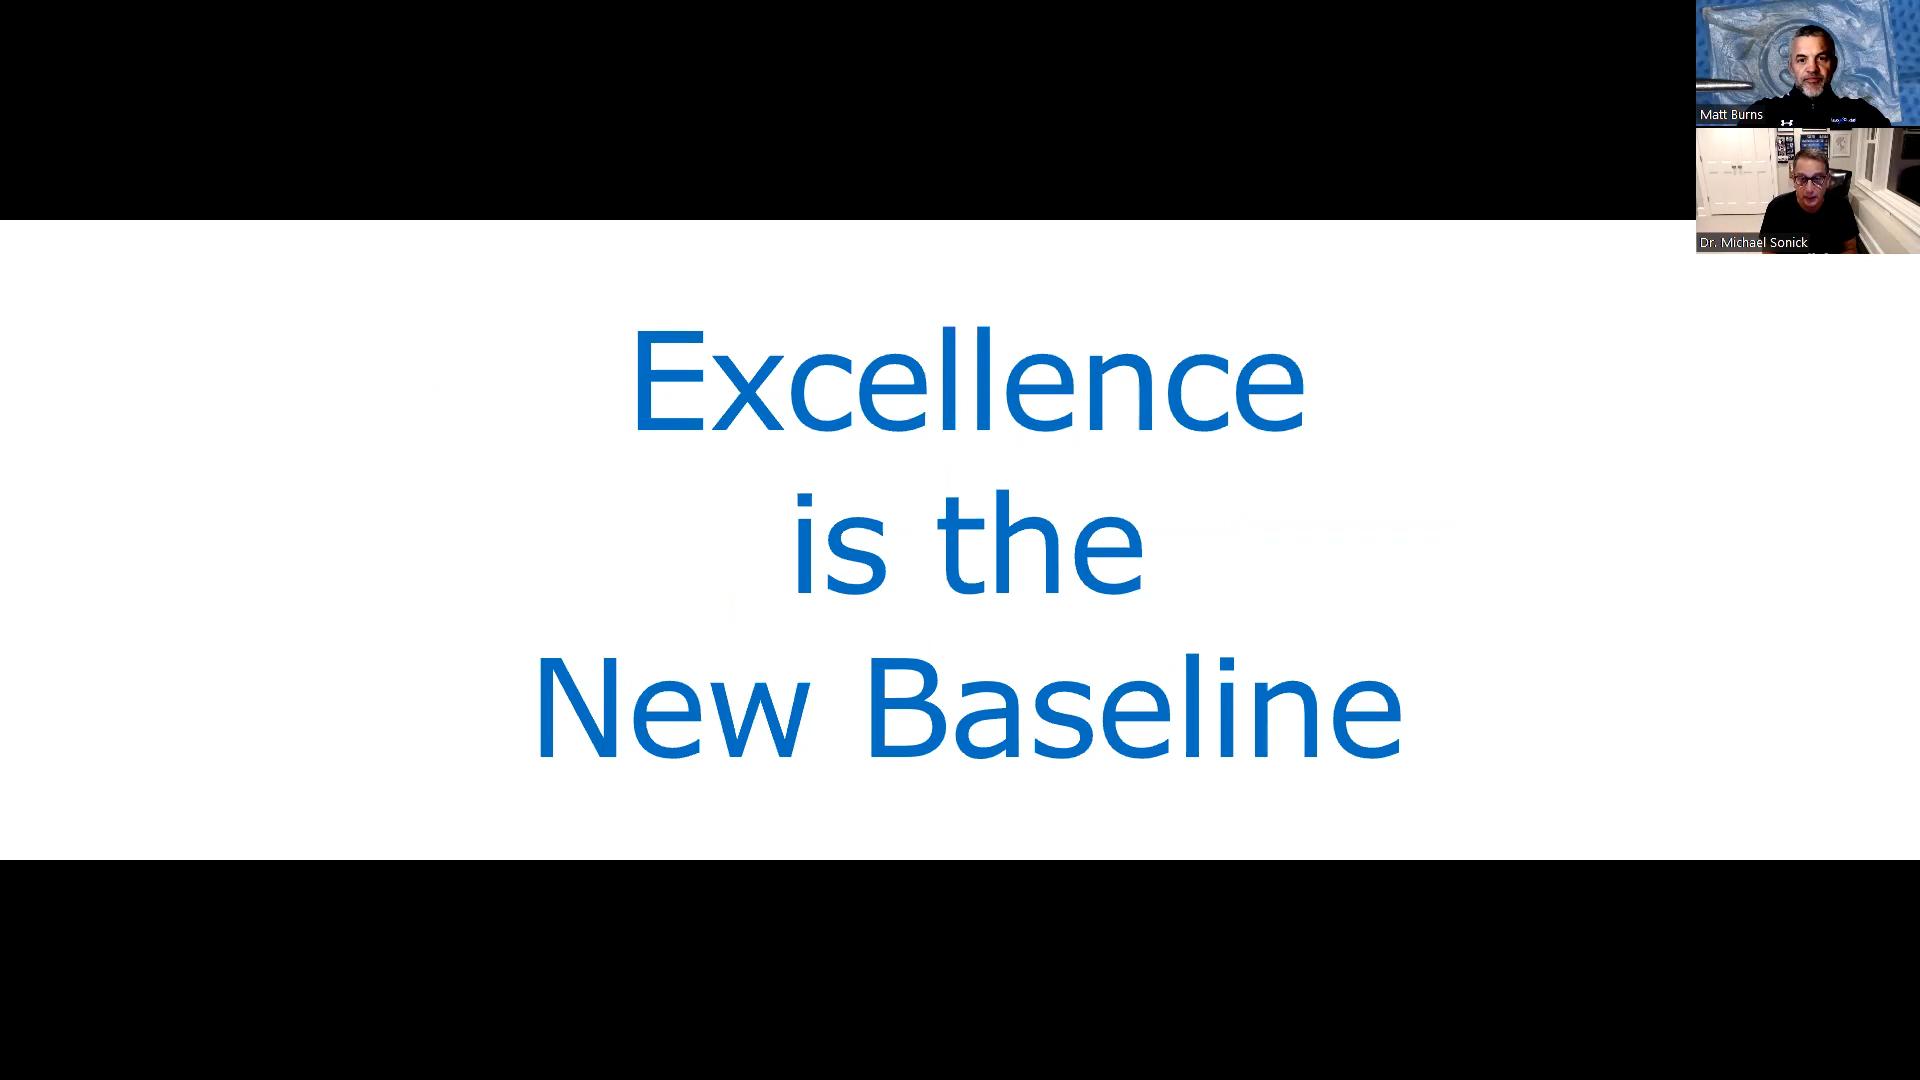 Excellence
is the
New Baseline
Matt Burns
Dr. Michael Sonick